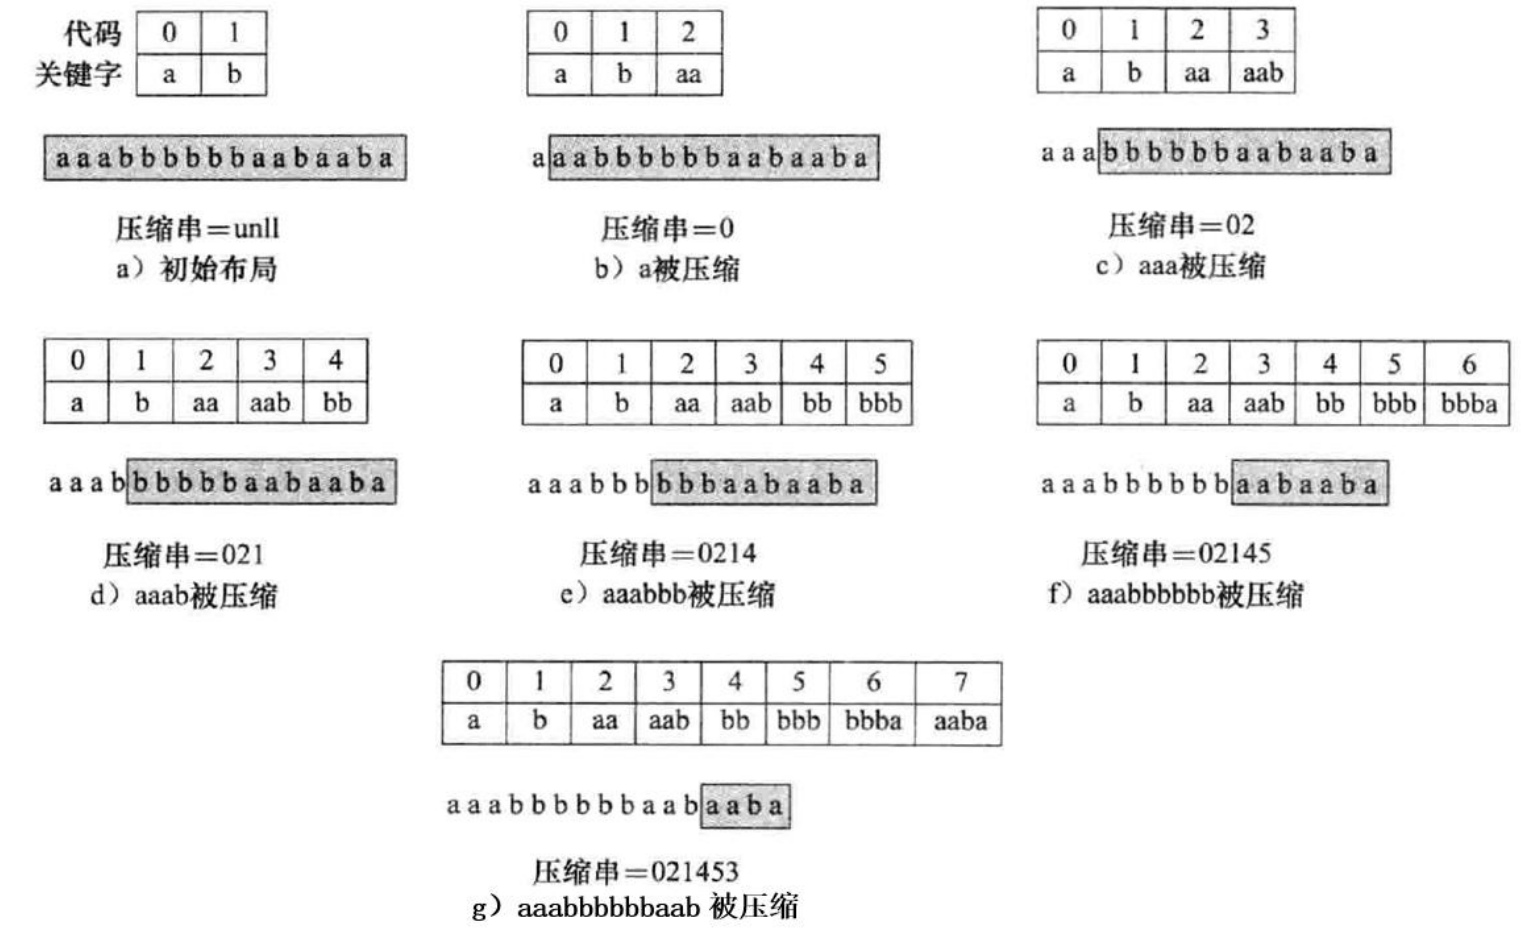 代码 0 1
关键字 a b
a a a b b b b b b a a b a a b a
压缩串=unll
a）初始布局
0 1 2
a b aa
a a a b b b b b b a a b a a b a
压缩串=0
b）a被压缩
0 1 2 3
a b aa aab
a a a b b b b b b a a b a a b a
压缩串=02
c）aaa被压缩
0 1 2 3 4
a b aa aab bb
a a a b b b b b b a a b a a b a
压缩串=021
d）aaab被压缩
0 1 2 3 4 5
a b aa aab bb bbb
a a a b b b b b b a a b a a b a
压缩串=0214
e）aaabbb被压缩
0 1 2 3 4 5 6
a b aa aab bb bbb bbba
a a a b b b b b b a a b a a b a
压缩串=02145
f）aaabbbbbb被压缩
0 1 2 3 4 5 6 7
a b aa aab bb bbb bbba aaba
a a a b b b b b b a a b a a b a
压缩串=021453
g）aaabbbbbbaab 被压缩